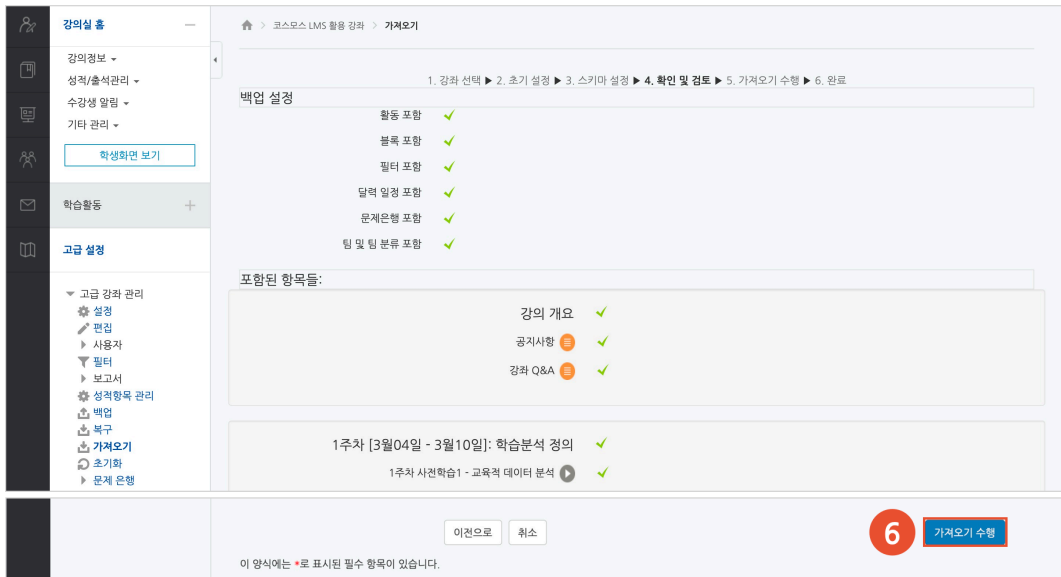 강의실 홈
강의정보
성적/출석관리
수강생 알림
기타 관리
학생화면 보기
학습활동
고급 설정
고급 강좌 관리
설정
편집
사용자
필터
보고서
성적항목 관리
백업
복구
가져오기
초기화
문제 은행
코스모스 LMS 활용 강좌 > 가져오기
1. 강좌 선택 ▶ 2. 초기 설정 ▶ 3. 스키마 설정 ▶ 4. 확인 및 검토 ▶ 5. 가져오기 수행 ▶ 6. 완료
백업 설정
활동 포함
블록 포함
필터 포함
달력 일정 포함
문제은행 포함
팀 및 팀 분류 포함
포함된 항목들:
강의 개요
공지사항
강좌 Q&A
1주차 [3월04일 - 3월10일]: 학습분석 정의
1주차 사전학습1 - 교육적 데이터 분석
이전으로 취소
6 가져오기 수행
이 양식에는 *로 표시된 필수 항목이 있습니다.